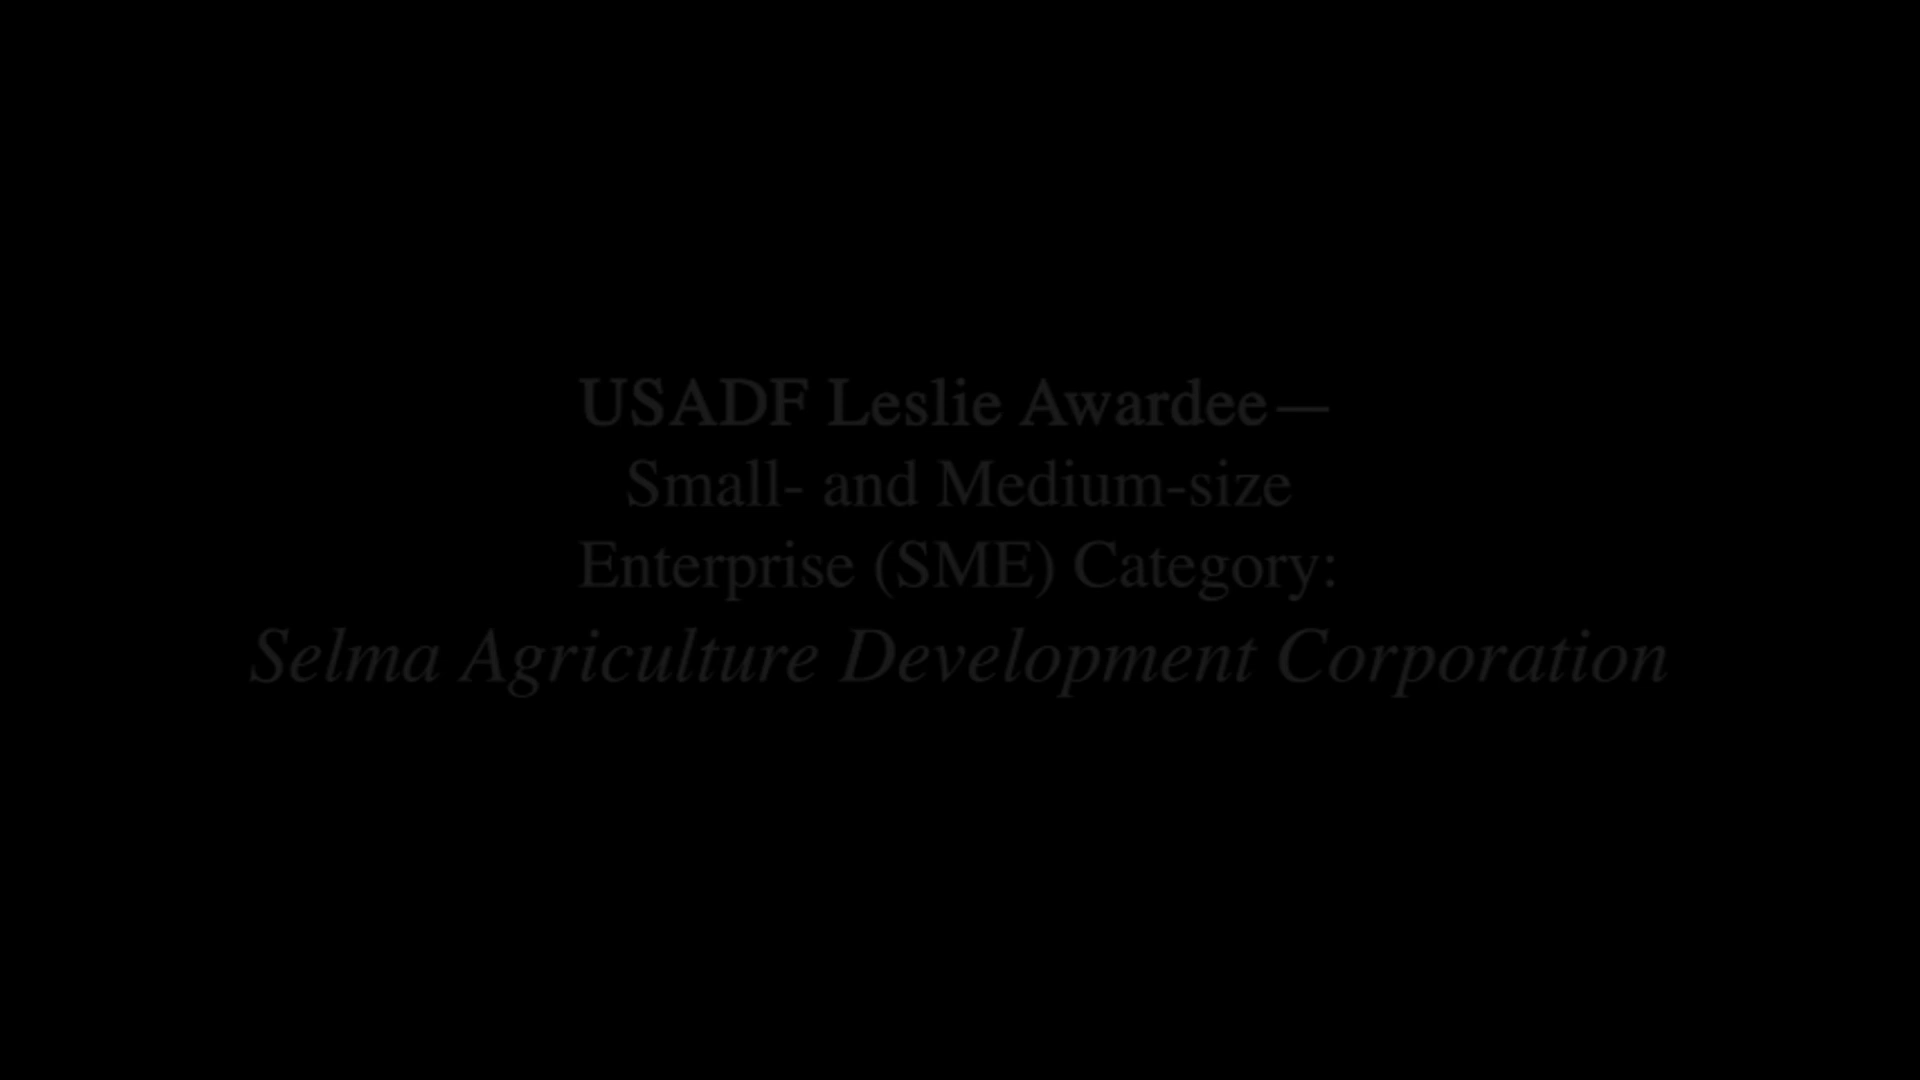 USADF Leslie Awardee—
Small- and Medium-size
Enterprise (SME) Category:
Selma Agriculture Development Corporation